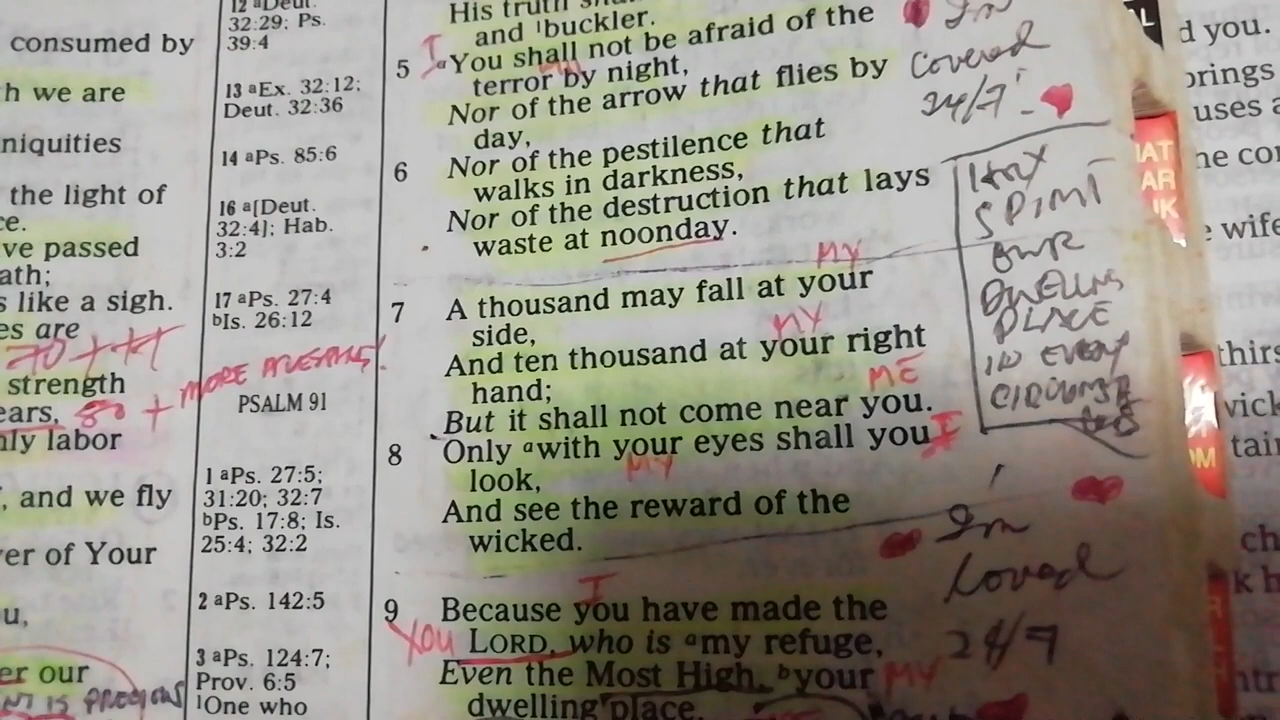 consumed by
h we are
niquities
the light of
ce.
ve passed
ath;
s like a sigh.
es are
70 +
strength
ears. 80 + MORE BLESSINGS!
nly labor
, and we fly
er of Your
u,
er our
NT IS PRECIOUS
12 aDeut.
32:29; Ps.
39:4
13 aEx. 32:12;
Deut. 32:36
14 aPs. 85:6
16 a[Deut.
32:4]; Hab.
3:2
17 aPs. 27:4
bIs. 26:12
PSALM 91
1 aPs. 27:5;
31:20; 32:7
bPs. 17:8; Is.
25:4; 32:2
2 aPs. 142:5
3 aPs. 124:7;
Prov. 6:5
1One who
His truth
and 1buckler.
I
5 aYou shall not be afraid of the
terror by night,
Nor of the arrow that flies by
day,
6 Nor of the pestilence that
walks in darkness,
Nor of the destruction that lays
waste at noonday.
MY
7 A thousand may fall at your
side,
MY
And ten thousand at your right
hand;
ME
But it shall not come near you.
8 Only awith your eyes shall you I
MY
look,
And see the reward of the
wicked.
I
9 Because you have made the
YOU LORD, who is amy refuge,
Even the Most High, byour MY
dwelling place,
I'm
Covered
24/7!
HOLY
SPIRIT
OUR
DWELLING
PLACE
IN EVERY
I'm
loved
24/7
AL
AT
AR
K
OM
d you.
brings
uses a
he co
wife
thirs
vick
tain
ch
k h